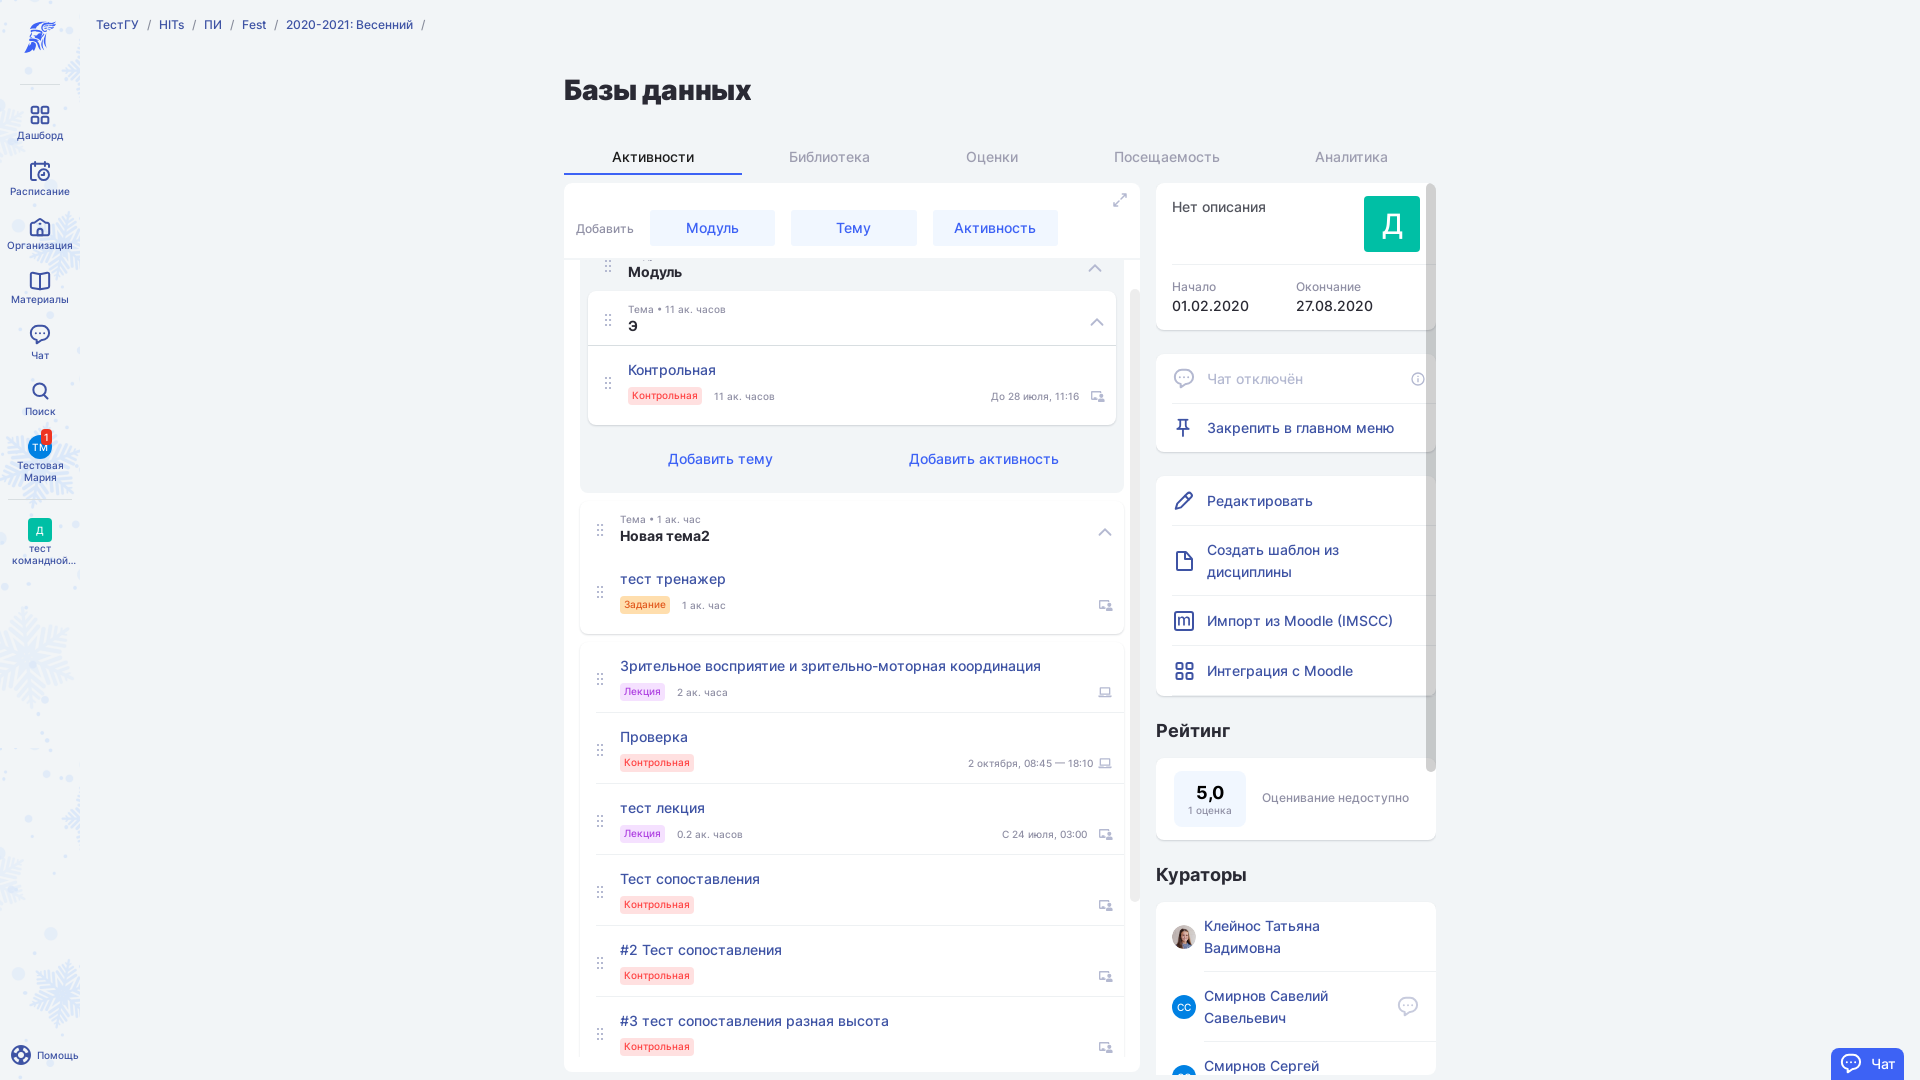 ТестГУ / HITs / ПИ / Fest / 2020-2021: Весенний /
Дашборд
Расписание
Организация
Материалы
Чат
Поиск
ТМ
1
Тестовая
Мария
Д
тест
командной...
Помощь
Базы данных
Активности
Библиотека
Оценки
Посещаемость
Аналитика
Добавить
Модуль
Тему
Активность
Модуль
Тема • 11 ак. часов
Э
Контрольная
Контрольная 11 ак. часов До 28 июля, 11:16
Добавить тему
Добавить активность
Тема • 1 ак. час
Новая тема2
тест тренажер
Задание 1 ак. час
Зрительное восприятие и зрительно-моторная координация
Лекция 2 ак. часа
Проверка
Контрольная 2 октября, 08:45 — 18:10
тест лекция
Лекция 0.2 ак. часов С 24 июля, 03:00
Тест сопоставления
Контрольная
#2 Тест сопоставления
Контрольная
#3 тест сопоставления разная высота
Контрольная
Нет описания
Д
Начало
01.02.2020
Окончание
27.08.2020
Чат отключён
Закрепить в главном меню
Редактировать
Создать шаблон из
дисциплины
Импорт из Moodle (IMSCC)
Интеграция с Moodle
Рейтинг
5,0
1 оценка
Оценивание недоступно
Кураторы
Клейнос Татьяна
Вадимовна
СС
Смирнов Савелий
Савельевич
Смирнов Сергей
Чат